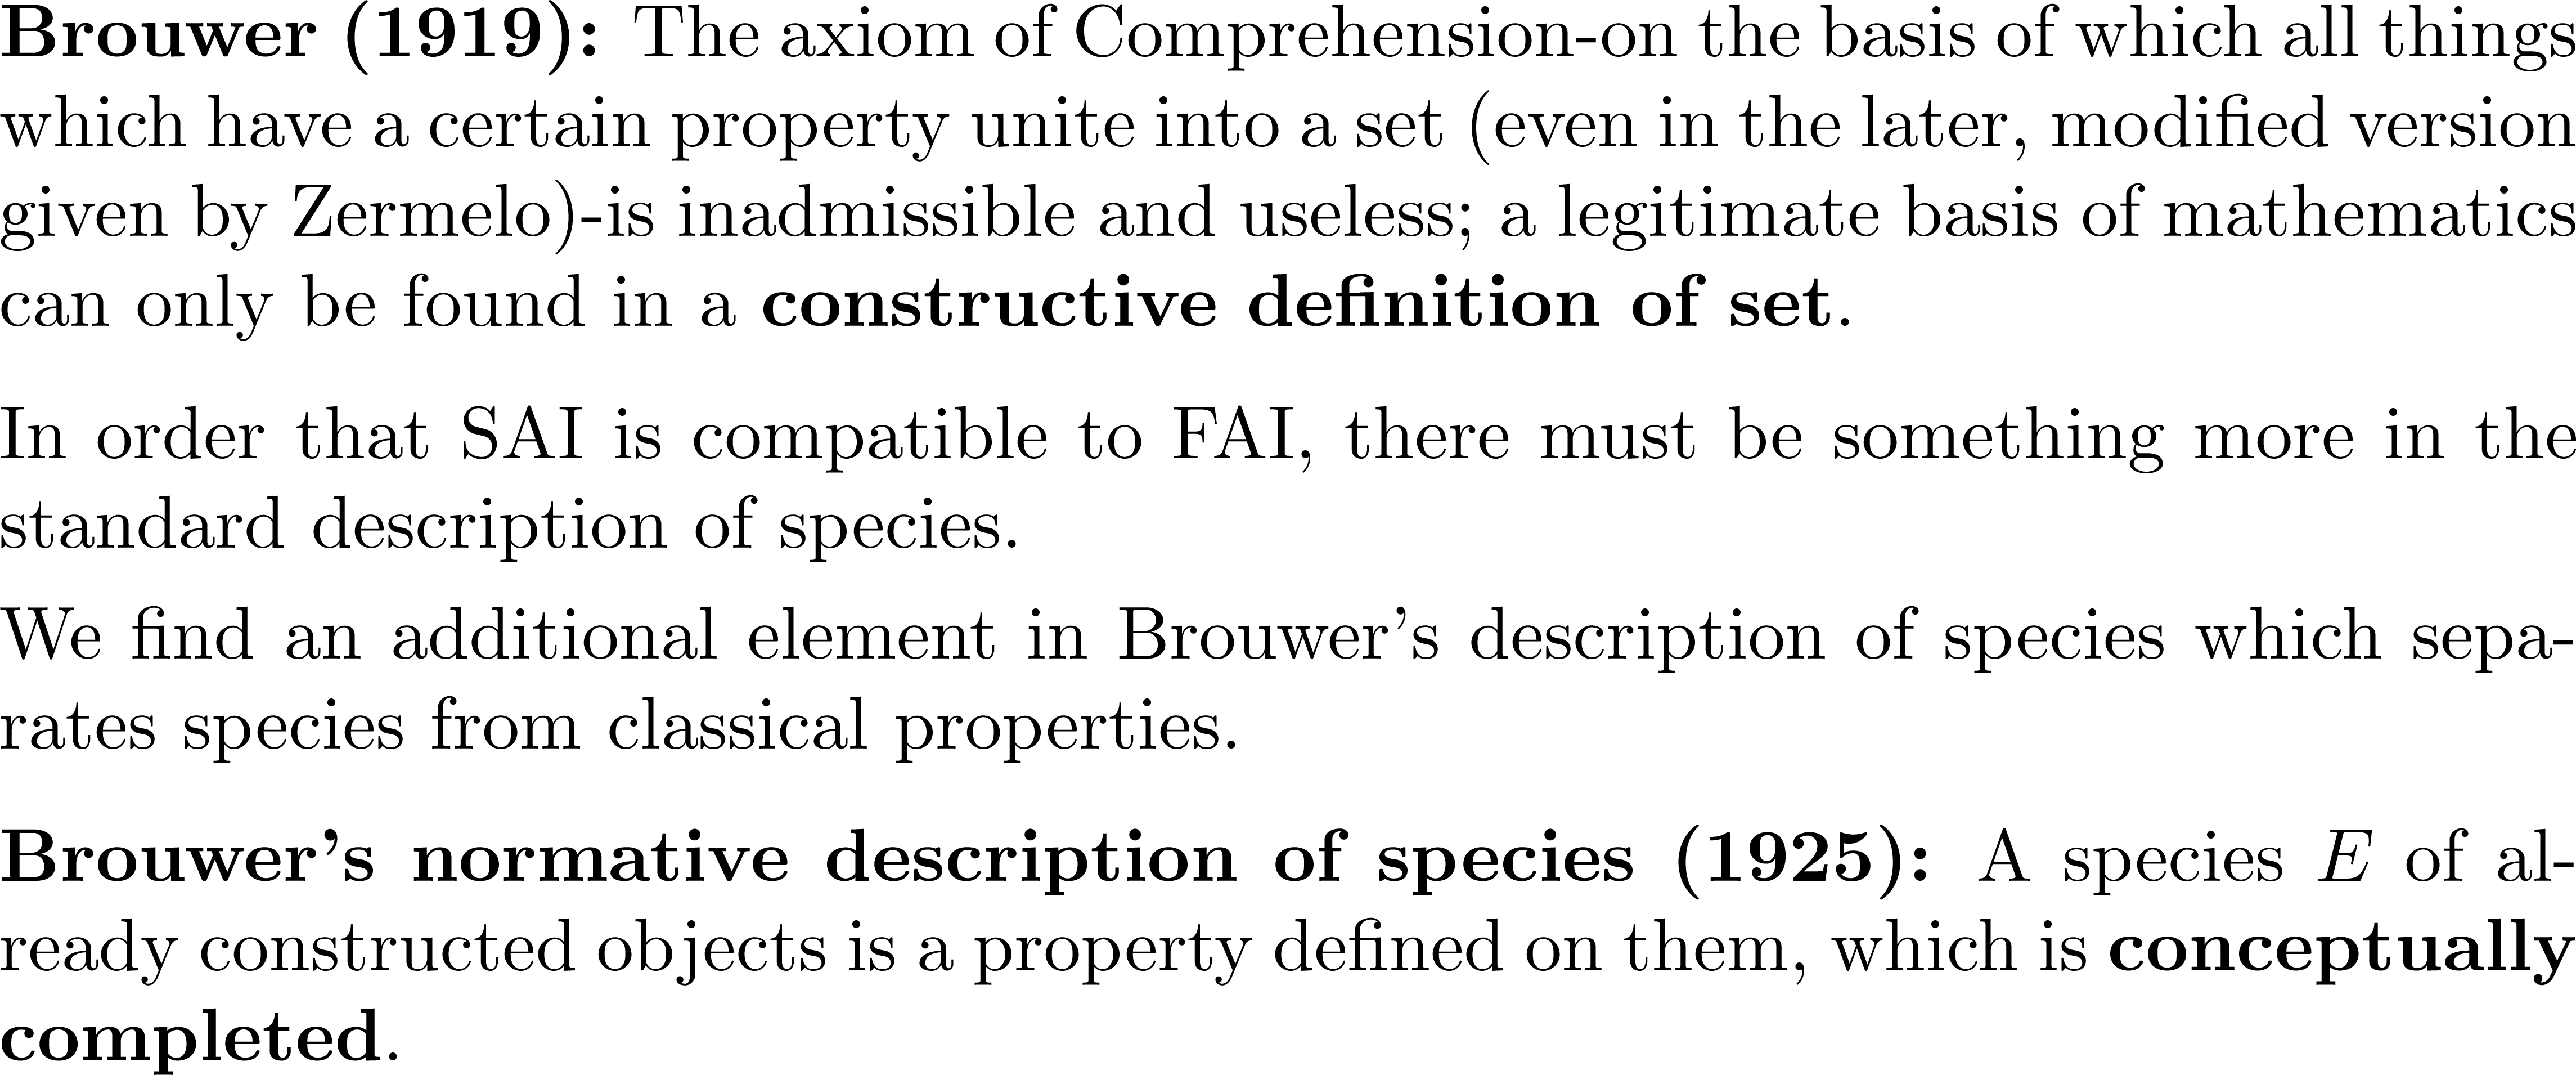 Brouwer (1919): The axiom of Comprehension-on the basis of which all things
which have a certain property unite into a set (even in the later, modified version
given by Zermelo)-is inadmissible and useless; a legitimate basis of mathematics
can only be found in a constructive definition of set.
In order that SAI is compatible to FAI, there must be something more in the
standard description of species.
We find an additional element in Brouwer's description of species which sepa-
rates species from classical properties.
Brouwer's normative description of species (1925): A species E of al-
ready constructed objects is a property defined on them, which is conceptually
completed.